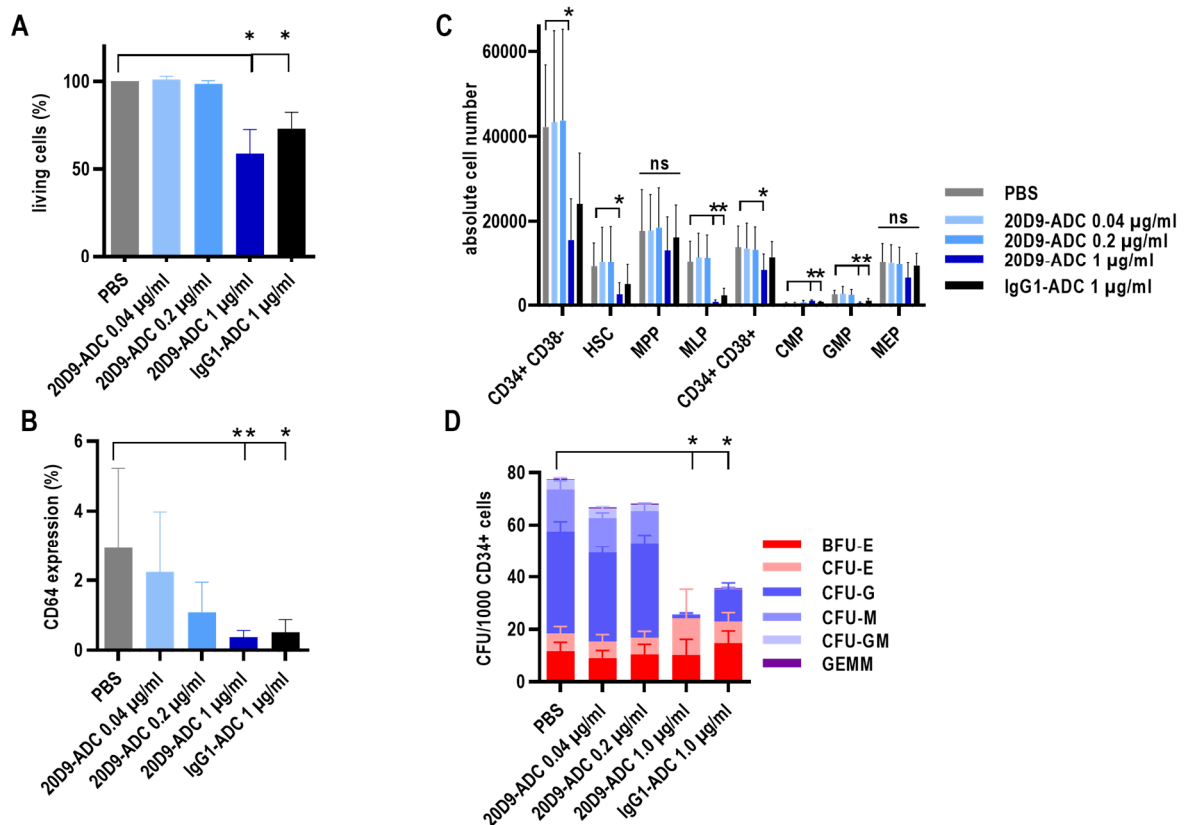 A
living cells (%)
100
50
0
* *
PBS
20D9-ADC 0.04 µg/ml
20D9-ADC 0.2 µg/ml
20D9-ADC 1 µg/ml
IgG1-ADC 1 µg/ml
C
absolute cell number
60000
40000
20000
0
*
*
ns
**
*
**
**
ns
CD34+ CD38-
HSC
MPP
MLP
CD34+ CD38+
CMP
GMP
MEP
PBS
20D9-ADC 0.04 µg/ml
20D9-ADC 0.2 µg/ml
20D9-ADC 1 µg/ml
IgG1-ADC 1 µg/ml
B
CD64 expression (%)
6
4
2
0
** *
PBS
20D9-ADC 0.04 µg/ml
20D9-ADC 0.2 µg/ml
20D9-ADC 1 µg/ml
IgG1-ADC 1 µg/ml
D
CFU/1000 CD34+ cells
80
60
40
20
0
* *
PBS
20D9-ADC 0.04 µg/ml
20D9-ADC 0.2 µg/ml
20D9-ADC 1.0 µg/ml
IgG1-ADC 1.0 µg/ml
BFU-E
CFU-E
CFU-G
CFU-M
CFU-GM
GEMM